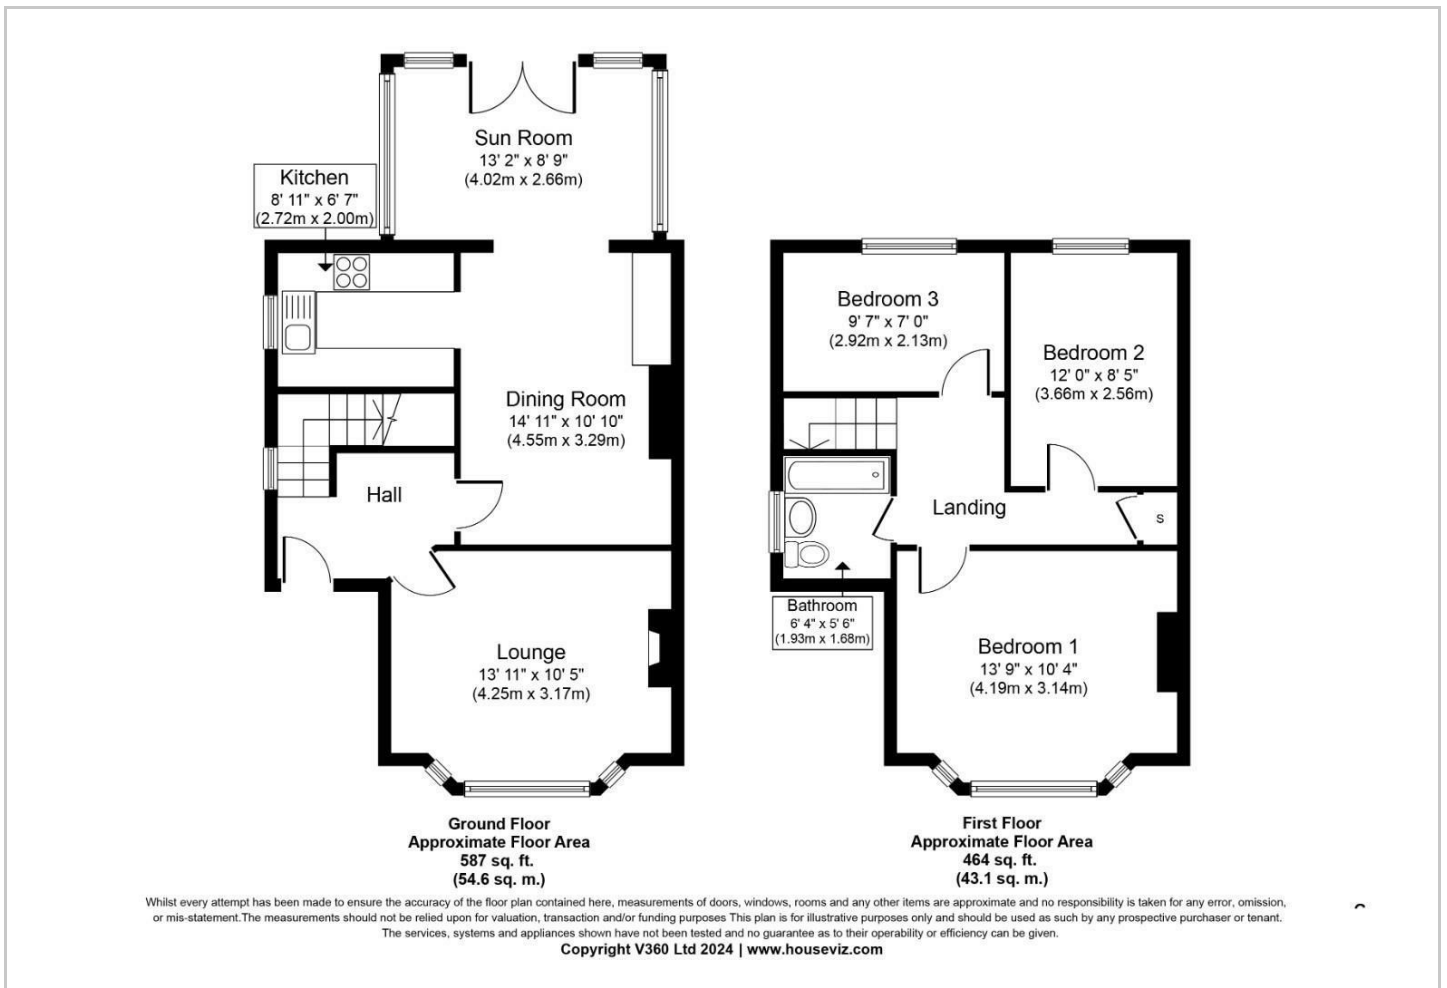 Sun Room
13' 2" x 8' 9"
(4.02m x 2.66m)
Kitchen
8' 11" x 6' 7"
(2.72m x 2.00m)
Dining Room
14' 11" x 10' 10"
(4.55m x 3.29m)
Hall
Lounge
13' 11" x 10' 5"
(4.25m x 3.17m)
Ground Floor
Approximate Floor Area
587 sq. ft.
(54.6 sq. m.)
Bedroom 3
9' 7" x 7' 0"
(2.92m x 2.13m)
Bedroom 2
12' 0" x 8' 5"
(3.66m x 2.56m)
Landing
S
Bathroom
6' 4" x 5' 6"
(1.93m x 1.68m)
Bedroom 1
13' 9" x 10' 4"
(4.19m x 3.14m)
First Floor
Approximate Floor Area
464 sq. ft.
(43.1 sq. m.)
Whilst every attempt has been made to ensure the accuracy of the floor plan contained here, measurements of doors, windows, rooms and any other items are approximate and no responsibility is taken for any error, omission,
or mis-statement.The measurements should not be relied upon for valuation, transaction and/or funding purposes This plan is for illustrative purposes only and should be used as such by any prospective purchaser or tenant.
The services, systems and appliances shown have not been tested and no guarantee as to their operability or efficiency can be given.
Copyright V360 Ltd 2024 | www.houseviz.com